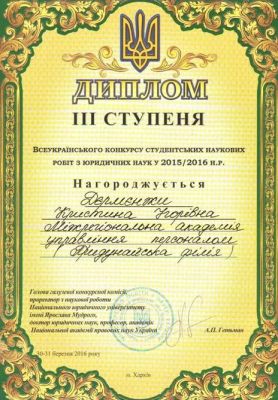 ДИПЛОМ
III СТУПЕНЯ
ВСЕУКРАЇНСЬКОГО КОНКУРСУ СТУДЕНТСЬКИХ НАУКОВИХ
РОБІТ З ЮРИДИЧНИХ НАУК У 2015/2016 Н.Р.
Нагороджується
Дерменжи
Кристина Ігорівна
Міжрегіональна академія
управління персоналом
Придунайська філія)
Голова галузевої конкурсної комісії,
проректор з наукової роботи
Національного юридичного університету
імені Ярослава Мудрого,
доктор юридичних наук, професор, академік
Національної академії правових наук України
А.П. Гетьман
30-31 березня 2016 року
м. Харків